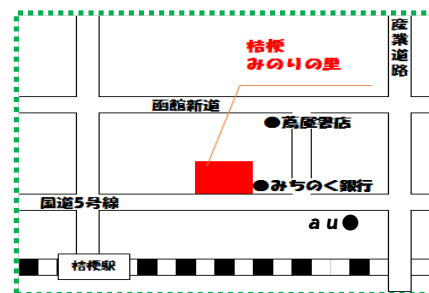 産業道路
桔梗
みのりの里
函館新道
●蔦屋書店
●みちのく銀行
国道5号線
au●
桔梗駅